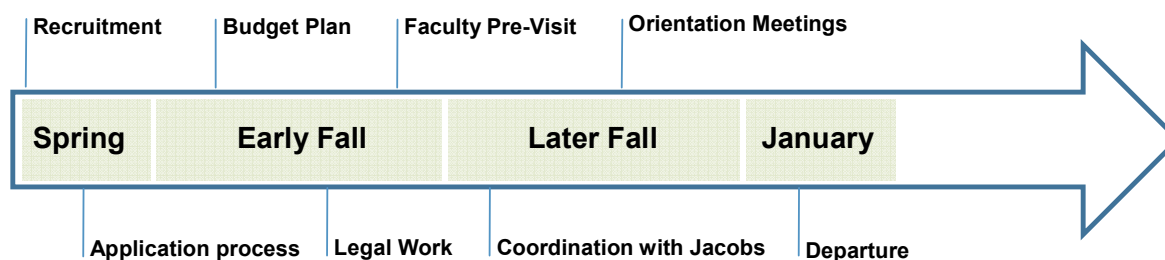 Recruitment Budget Plan Faculty Pre-Visit Orientation Meetings
Spring Early Fall Later Fall January
Application process Legal Work Coordination with Jacobs Departure